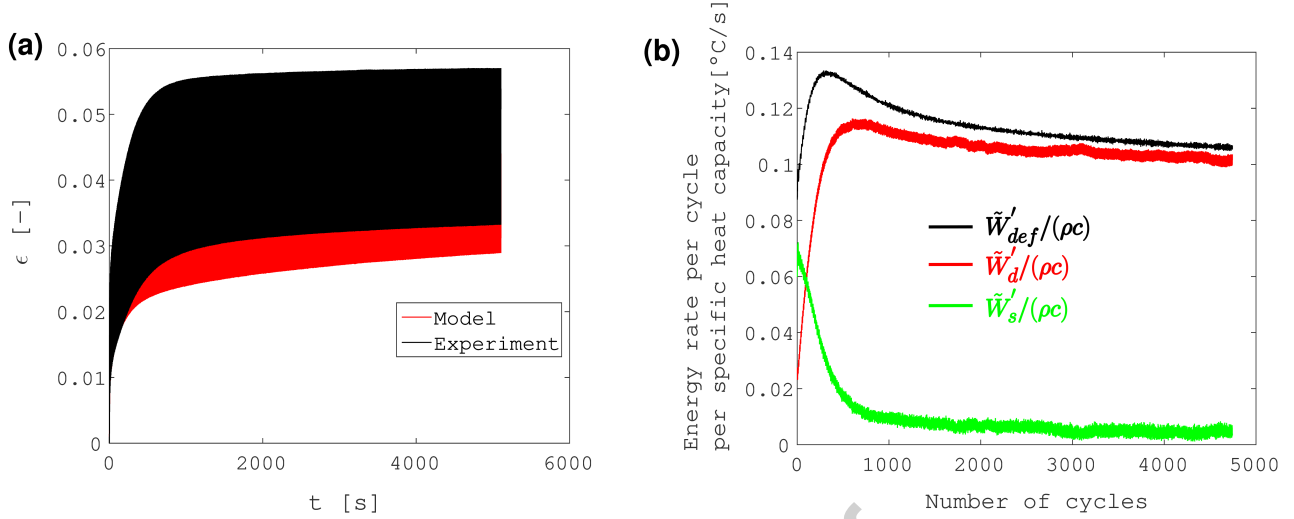 (a)
0.06
0.05
0.04
0.03
0.02
0.01
0
ϵ [-]
0 2000 4000 6000
t [s]
Model
Experiment
(b)
Energy rate per cycle
per specific heat capacity[°C/s]
0.14
0.12
0.1
0.08
0.06
0.04
0.02
0
W̃′def/(ρc)
W̃′d/(ρc)
W̃′s/(ρc)
0 1000 2000 3000 4000 5000
Number of cycles